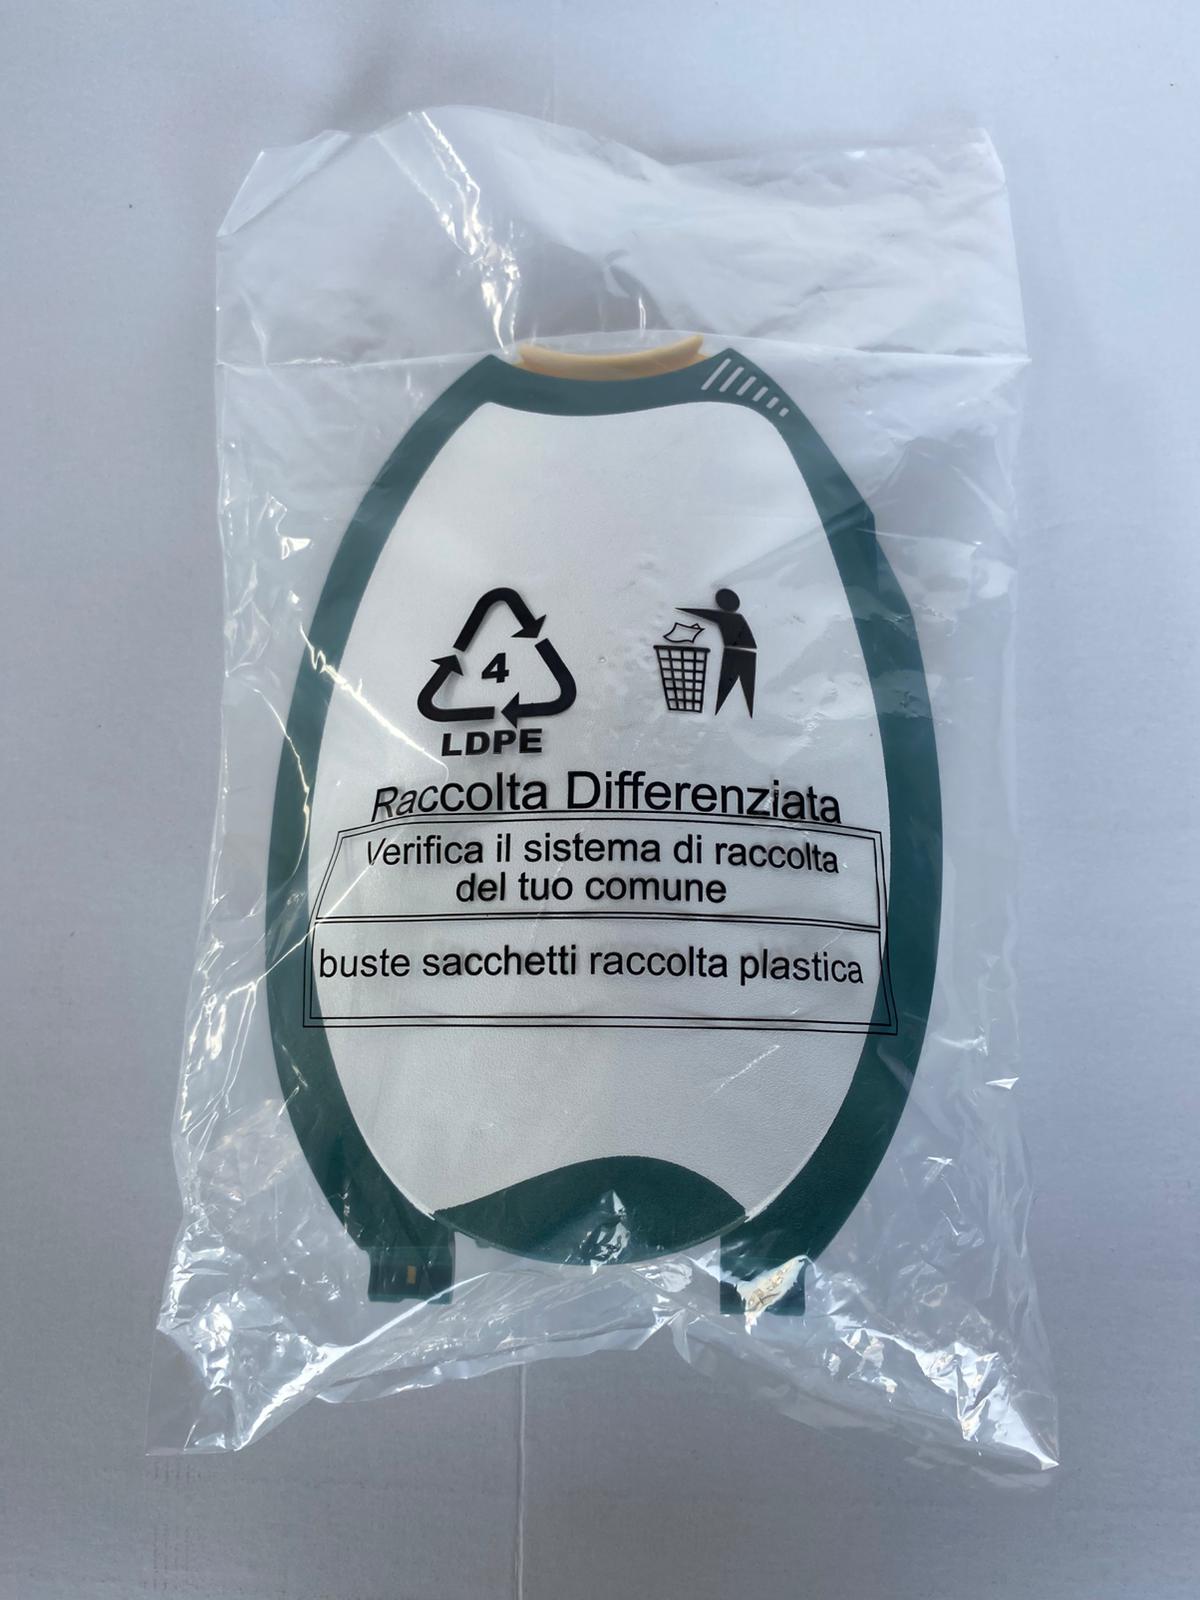 4
LDPE
Raccolta Differenziata
Verifica il sistema di raccolta
del tuo comune
buste sacchetti raccolta plastica